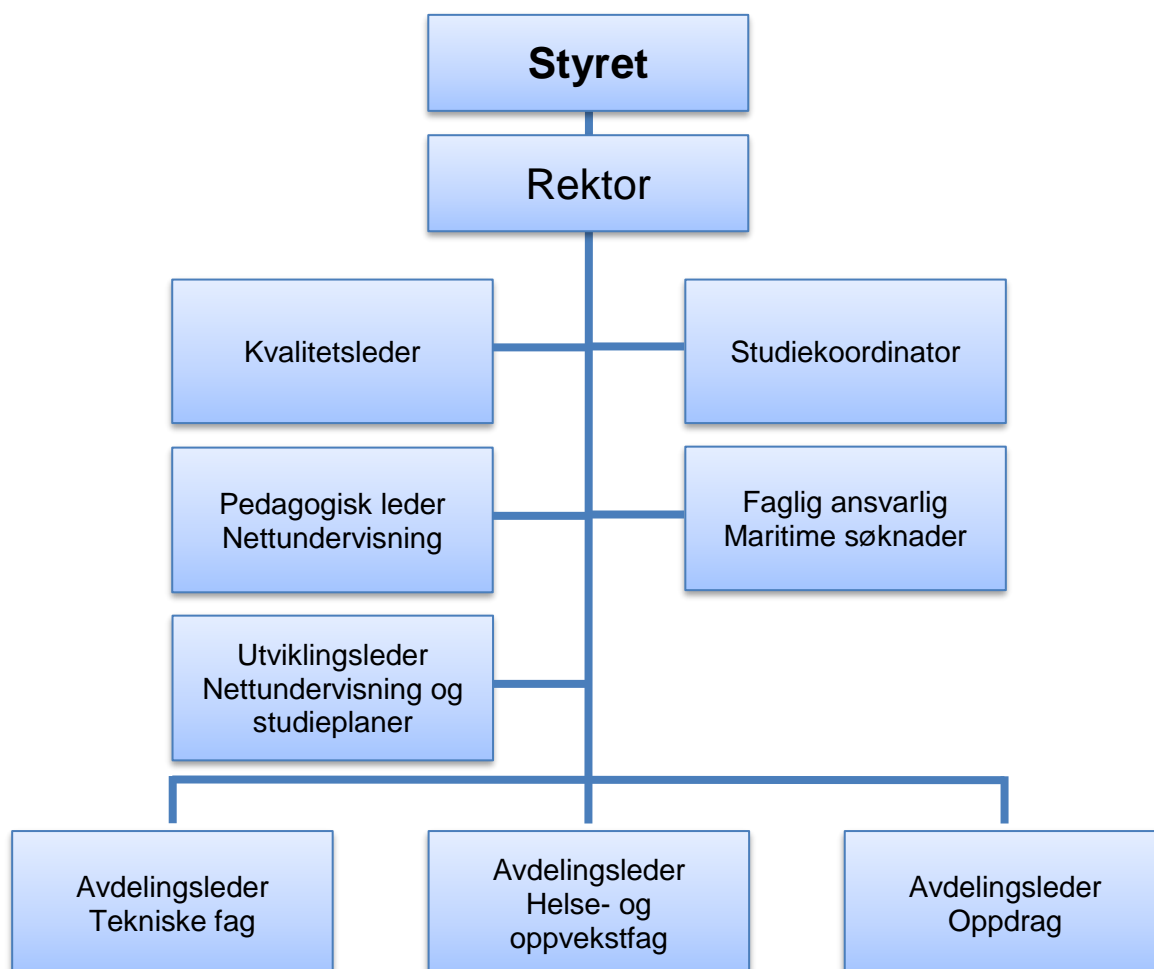 Styret
Rektor
Kvalitetsleder
Studiekoordinator
Pedagogisk leder
Nettundervisning
Faglig ansvarlig
Maritime søknader
Utviklingsleder
Nettundervisning og
studieplaner
Avdelingsleder
Tekniske fag
Avdelingsleder
Helse- og
oppvekstfag
Avdelingsleder
Oppdrag